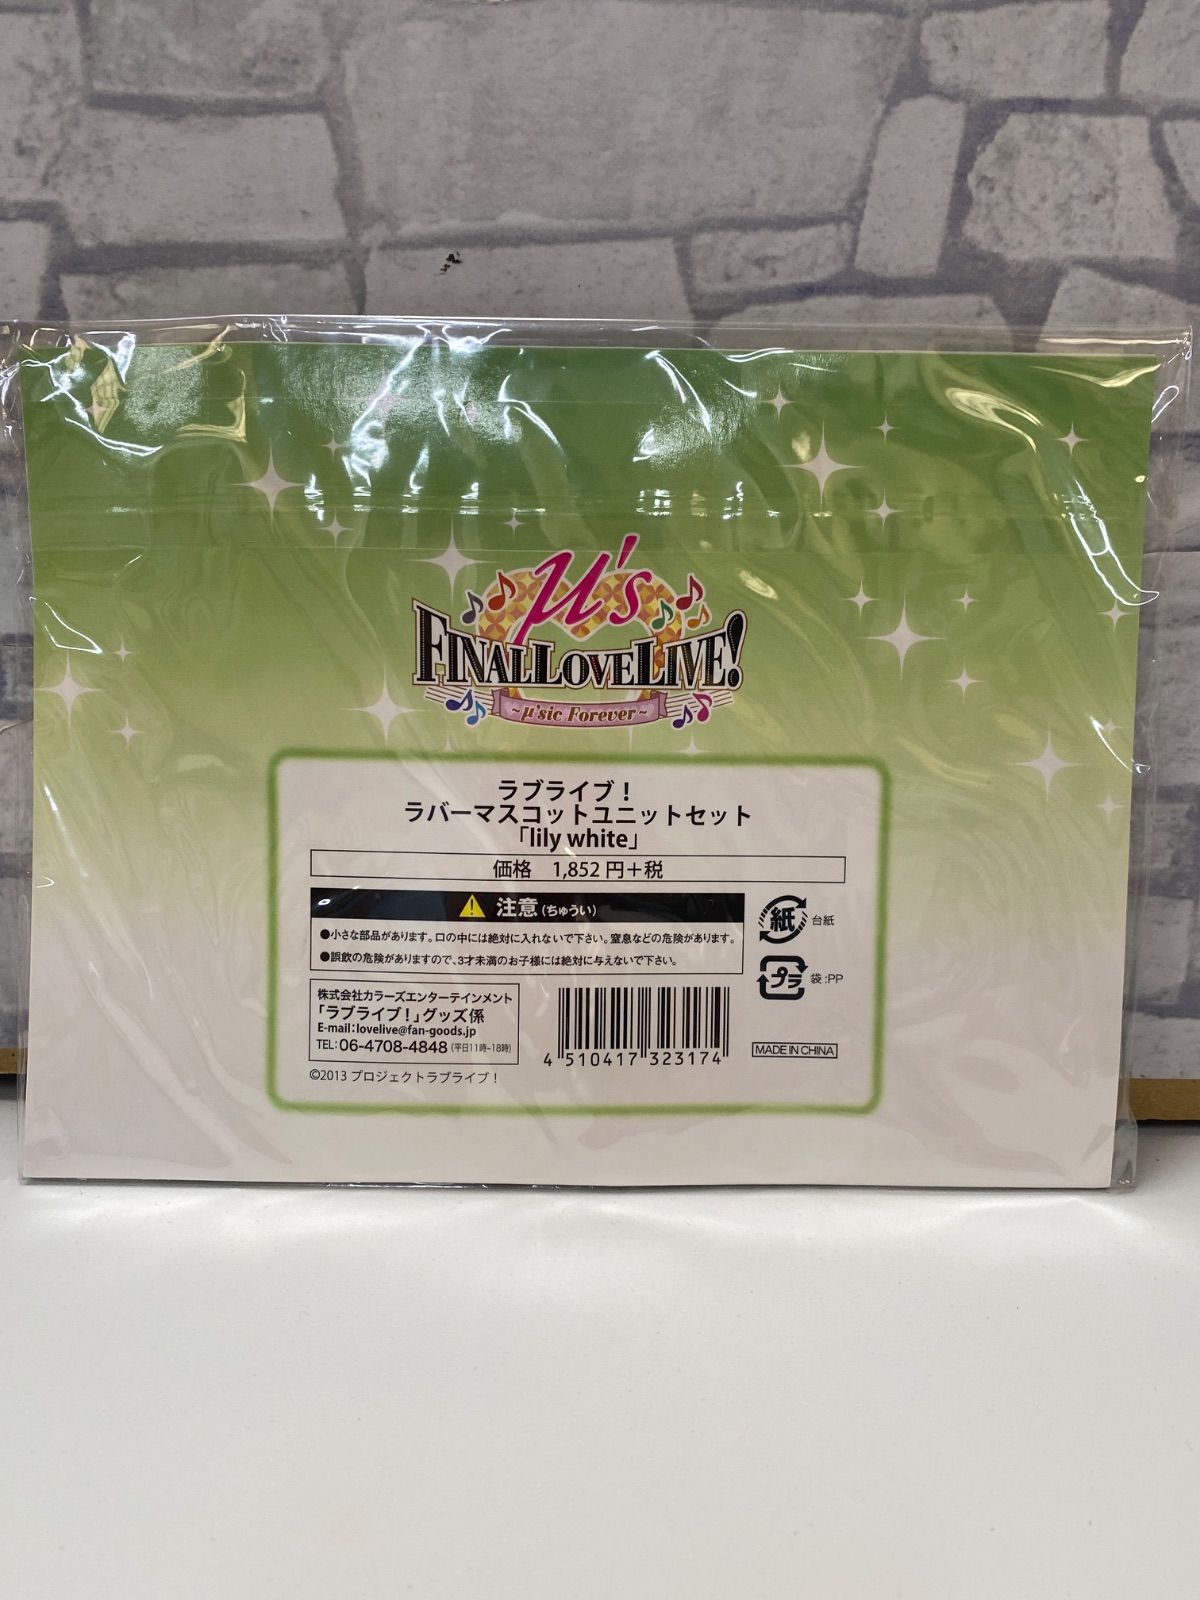 μ's
FINAL LOVELIVE!
~μ'sic Forever~
ラブライブ！
ラバーマスコットユニットセット
「lily white」
価格 1,852円+税
注意(ちゅうい)
●小さな部品があります。口の中には絶対に入れないで下さい。窒息などの危険があります。
●誤飲の危険がありますので、3才未満のお子様には絶対に与えないで下さい。
紙 台紙
プラ 袋:PP
株式会社カラーズエンターテインメント
「ラブライブ！」グッズ係
E-mail:lovelive@fan-goods.jp
TEL:06-4708-4848(平日11時-18時)
4 510417 323174
MADE IN CHINA
©2013 プロジェクトラブライブ！